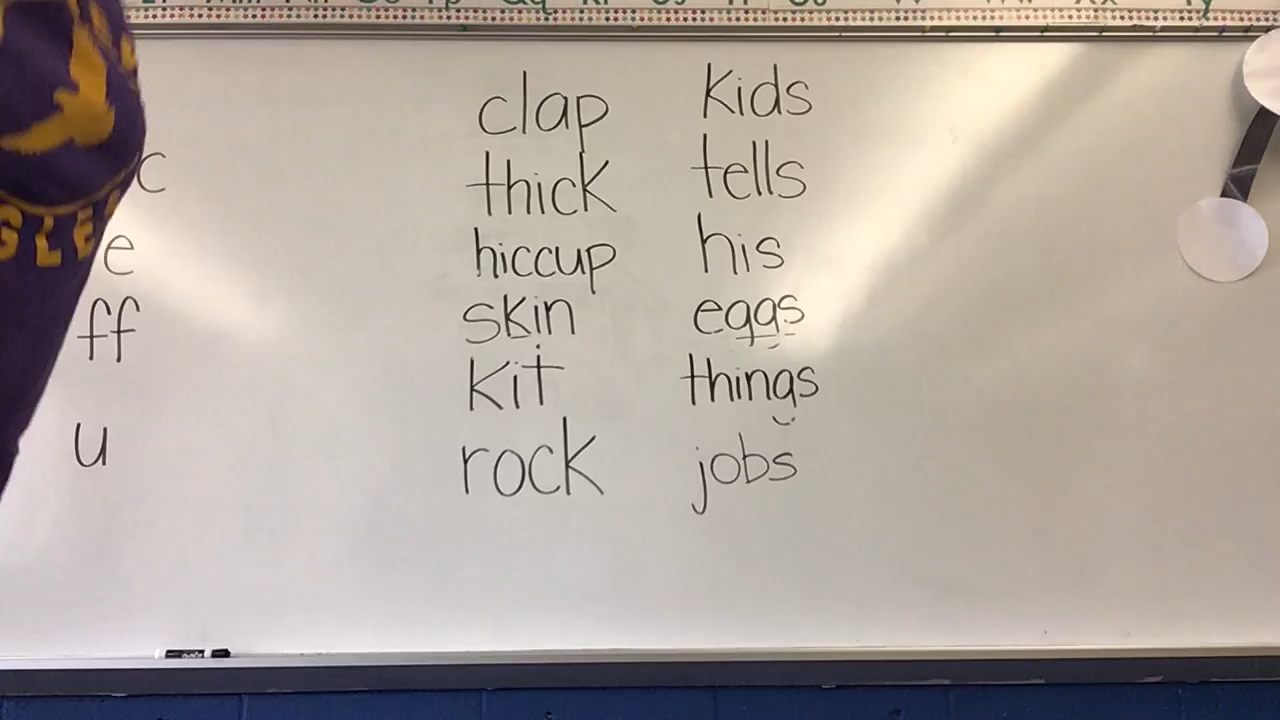 clap kids
c thick tells
e hiccup his
ff skin eggs
kit things
u rock jobs